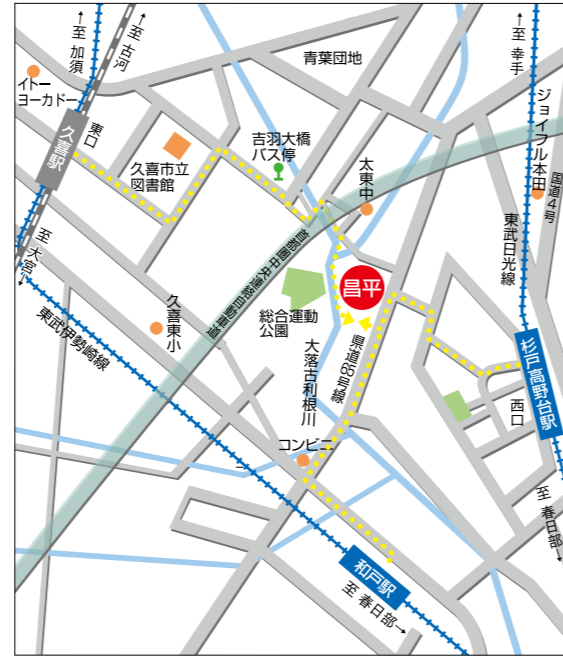 ←至 加須
←至 古河
イトー
ヨーカドー
久喜駅
東口
久喜市立
図書館
吉羽大橋
バス停
青葉団地
太東中
←至 幸手
ジョイフル本田
国道4号
東武日光線
至 大宮→
東武伊勢崎線
久喜東小
首都圏中央連絡自動車道
総合運動
公園
昌平
大落古利根川
県道65号線
杉戸高野台駅
西口
コンビニ
至 春日部→
和戸駅
至 春日部→